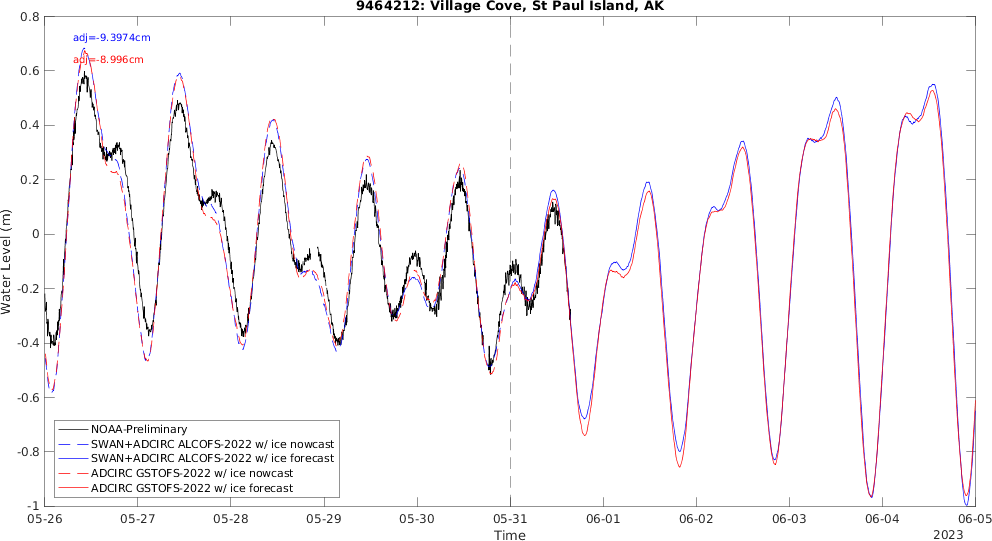 9464212: Village Cove, St Paul Island, AK
adj=-9.3974cm
adj=-8.996cm
0.8
0.6
0.4
0.2
0
-0.2
-0.4
-0.6
-0.8
-1
Water Level (m)
NOAA-Preliminary
SWAN+ADCIRC ALCOFS-2022 w/ ice nowcast
SWAN+ADCIRC ALCOFS-2022 w/ ice forecast
ADCIRC GSTOFS-2022 w/ ice nowcast
ADCIRC GSTOFS-2022 w/ ice forecast
05-26 05-27 05-28 05-29 05-30 05-31 06-01 06-02 06-03 06-04 06-05
Time
2023